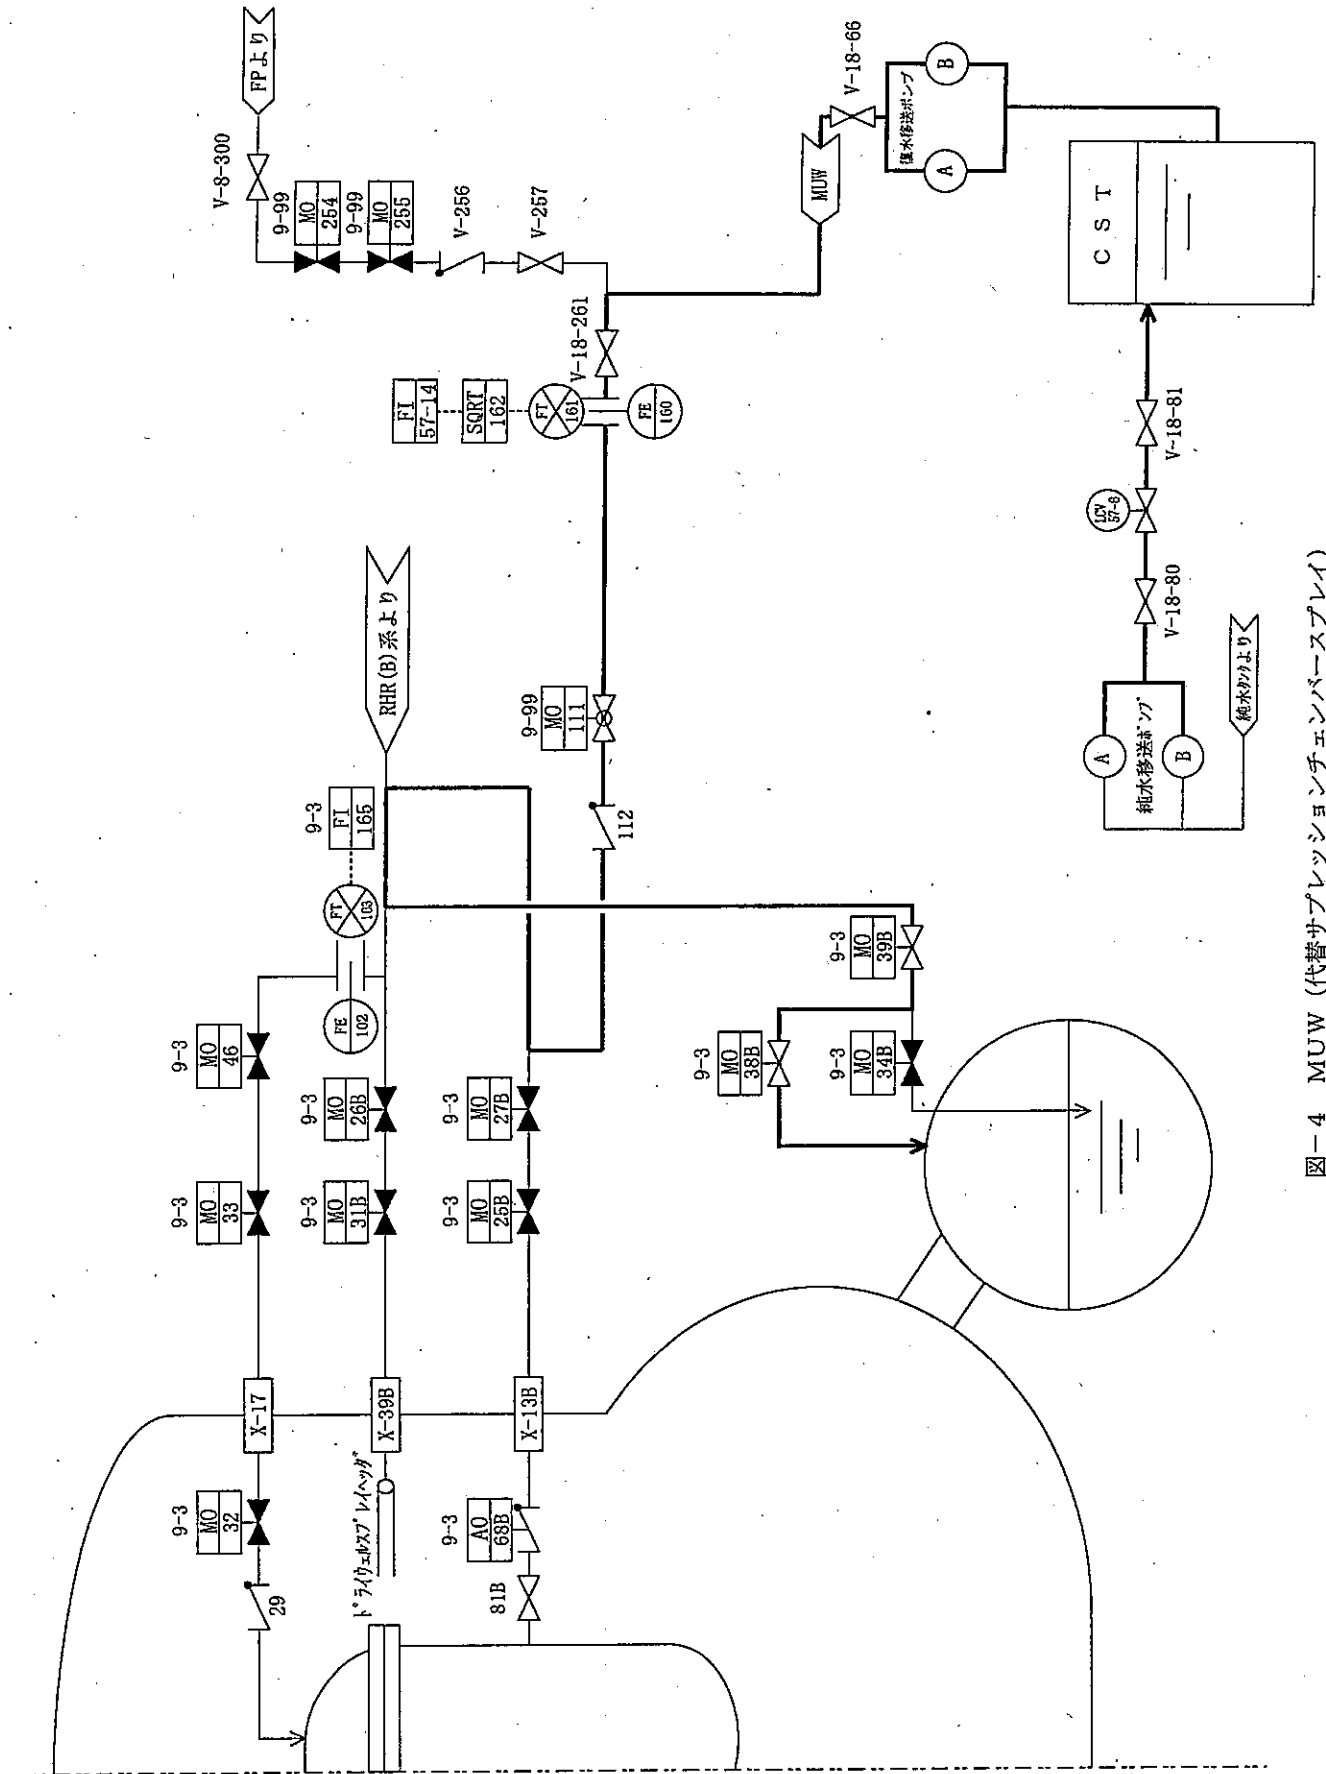 FPより
V-8-300
9-99
MO
254
9-99
MO
255
V-256
V-257
V-18-261
FI
57-14
SQRT
162
FT
161
FE
160
MUW
V-18-66
復水移送ポンプ
A
B
CST
V-18-81
LCV
57-6
V-18-80
純水移送ポンプ
A
B
純水タンクより
RHR(B)系より
9-99
MO
111
112
9-3
FI
165
FT
103
FE
102
9-3
MO
46
9-3
MO
33
9-3
MO
26B
9-3
MO
31B
9-3
MO
27B
9-3
MO
25B
9-3
MO
39B
9-3
MO
38B
9-3
MO
34B
X-17
X-39B
X-13B
9-3
MO
32
29
ドライウェルスプレイヘッダ
9-3
AO
68B
81B
図-4 MUW (代替サプレッションチェンバースプレイ)